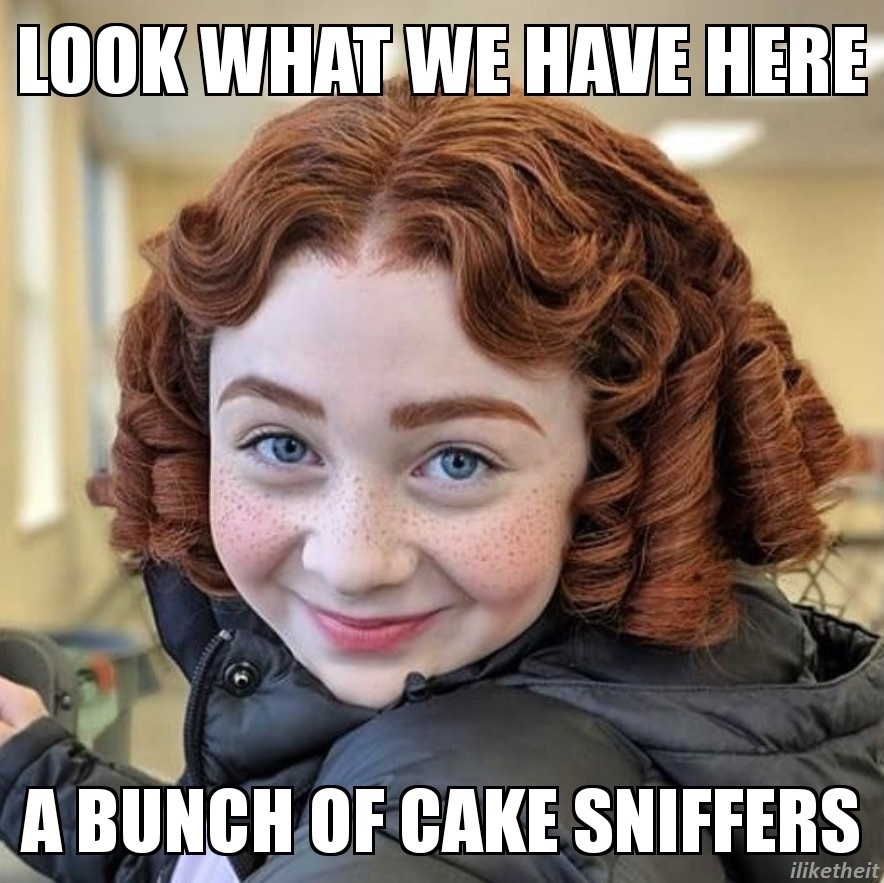 LOOK WHAT WE HAVE HERE
A BUNCH OF CAKE SNIFFERS
iliketheit